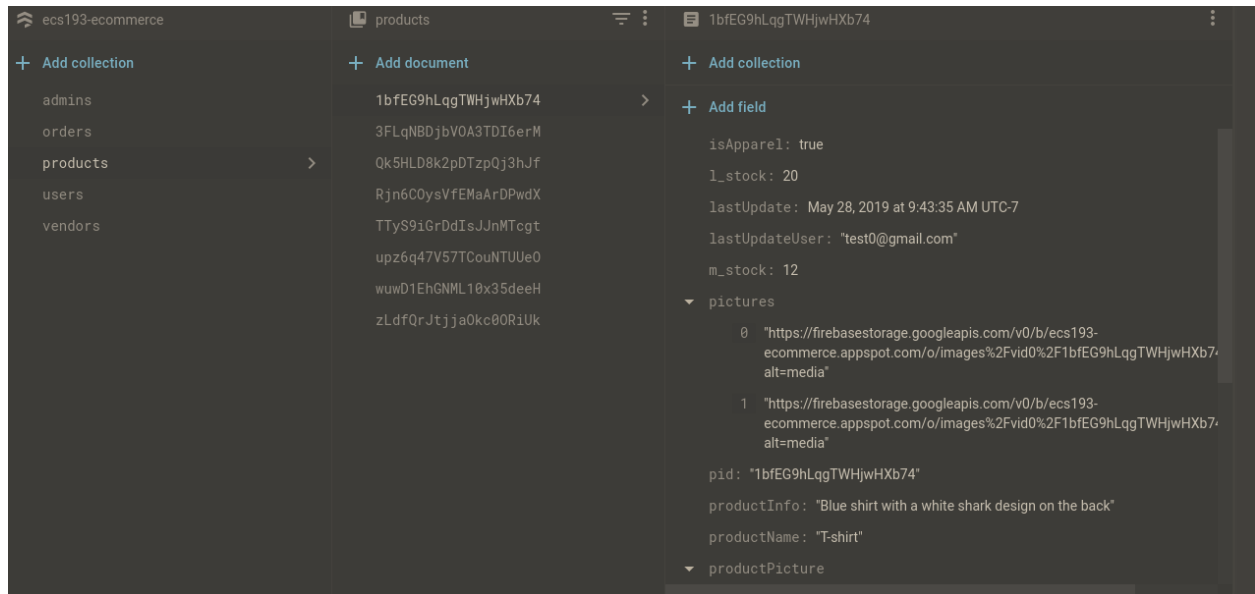 ecs193-ecommerce
products
1bfEG9hLqgTWHjwHXb74
Add collection
admins
orders
products
users
vendors
Add document
1bfEG9hLqgTWHjwHXb74
3FLqNBDjbVOA3TDI6erM
Qk5HLD8k2pDTzpQj3hJf
Rjn6COysVfEMaArDPwdX
TTyS9iGrDdIsJJnMTcgt
upz6q47V57TCouNTUUeO
wuwD1EhGNML10x35deeH
zLdfQrJtjjaOkc0ORiUk
Add collection
Add field
isApparel: true
l_stock: 20
lastUpdate: May 28, 2019 at 9:43:35 AM UTC-7
lastUpdateUser: "test0@gmail.com"
m_stock: 12
pictures
0 "https://firebasestorage.googleapis.com/v0/b/ecs193-
ecommerce.appspot.com/o/images%2Fvid0%2F1bfEG9hLqgTWHjwHXb74
alt=media"
1 "https://firebasestorage.googleapis.com/v0/b/ecs193-
ecommerce.appspot.com/o/images%2Fvid0%2F1bfEG9hLqgTWHjwHXb74
alt=media"
pid: "1bfEG9hLqgTWHjwHXb74"
productInfo: "Blue shirt with a white shark design on the back"
productName: "T-shirt"
productPicture